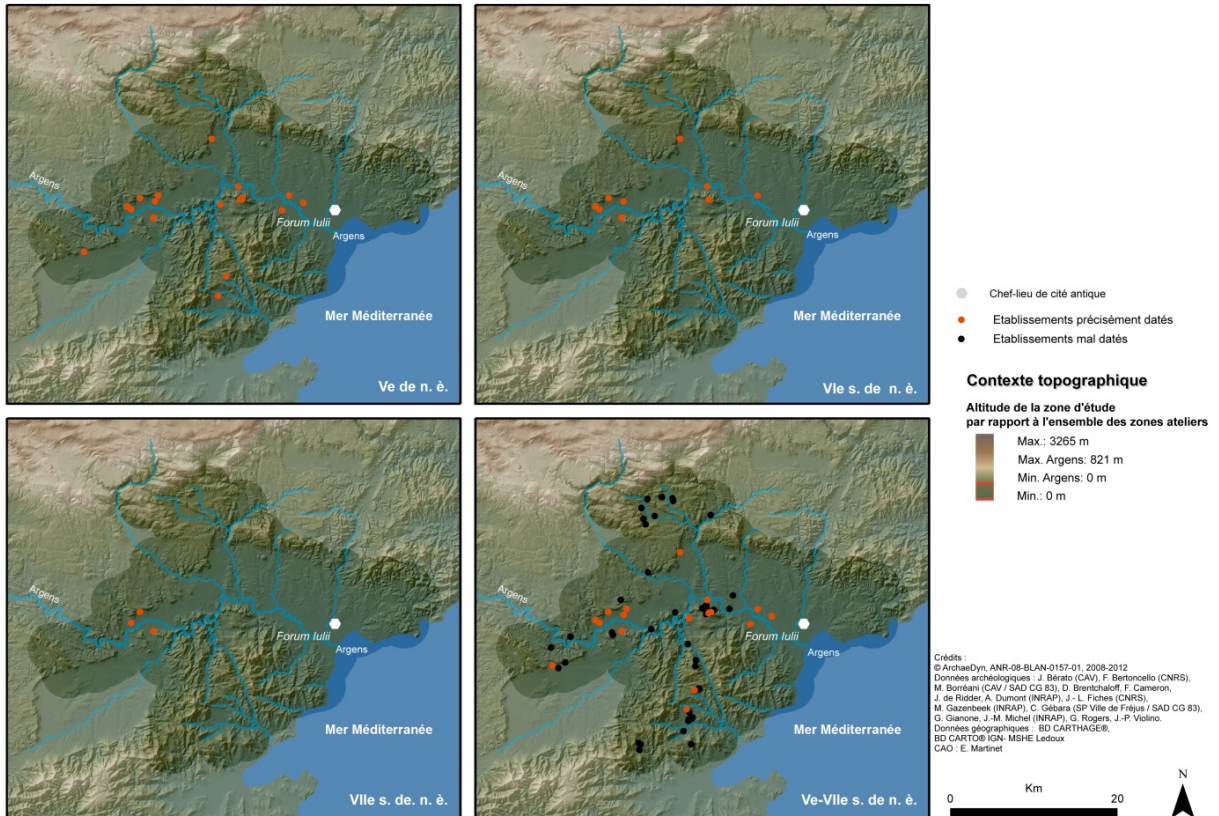 Argens
Forum Iulii
Argens
Mer Méditerranée
Ve de n. è.
Argens
Forum Iulii
Argens
Mer Méditerranée
VIe s. de n. è.
Argens
Forum Iulii
Argens
Mer Méditerranée
VIIe s. de. n. è.
Argens
Forum Iulii
Argens
Mer Méditerranée
Ve-VIIe s. de n. è.
Chef-lieu de cité antique
Etablissements précisément datés
Etablissements mal datés
Contexte topographique
Altitude de la zone d'étude
par rapport à l'ensemble des zones ateliers
Max.: 3265 m
Max. Argens: 821 m
Min. Argens: 0 m
Min.: 0 m
Crédits :
© ArchaeDyn, ANR-08-BLAN-0157-01, 2008-2012
Données archéologiques : J. Bérato (CAV), F. Bertoncello (CNRS),
M. Borréani (CAV / SAD CG 83), D. Brentchaloff, F. Cameron,
J. de Ridder, A. Dumont (INRAP), J.- L. Fiches (CNRS),
M. Gazenbeek (INRAP), C. Gébara (SP Ville de Fréjus / SAD CG 83),
G. Gianone, J.-M. Michel (INRAP), G. Rogers, J.-P. Violino.
Données géographiques : BD CARTHAGE®,
BD CARTO® IGN- MSHE Ledoux
CAO : E. Martinet
Km
0 20
N